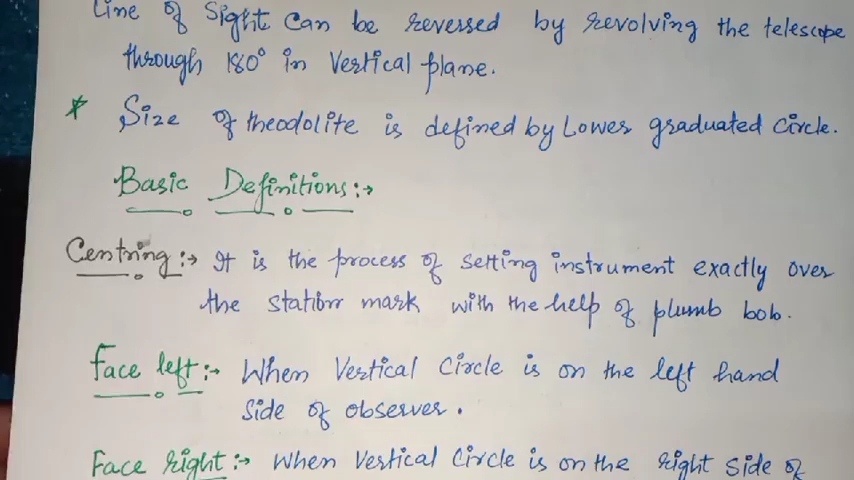 Line of Sight can be reversed by revolving the telescope
through 180° in Vertical plane.
* Size of theodolite is defined by Lower graduated circle.
Basic Definitions:→
Centring:→ It is the process of setting instrument exactly over
the station mark with the help of plumb bob.
Face left:→ When Vertical Circle is on the left hand
side of observer.
Face right:→ When Vertical Circle is on the right side of